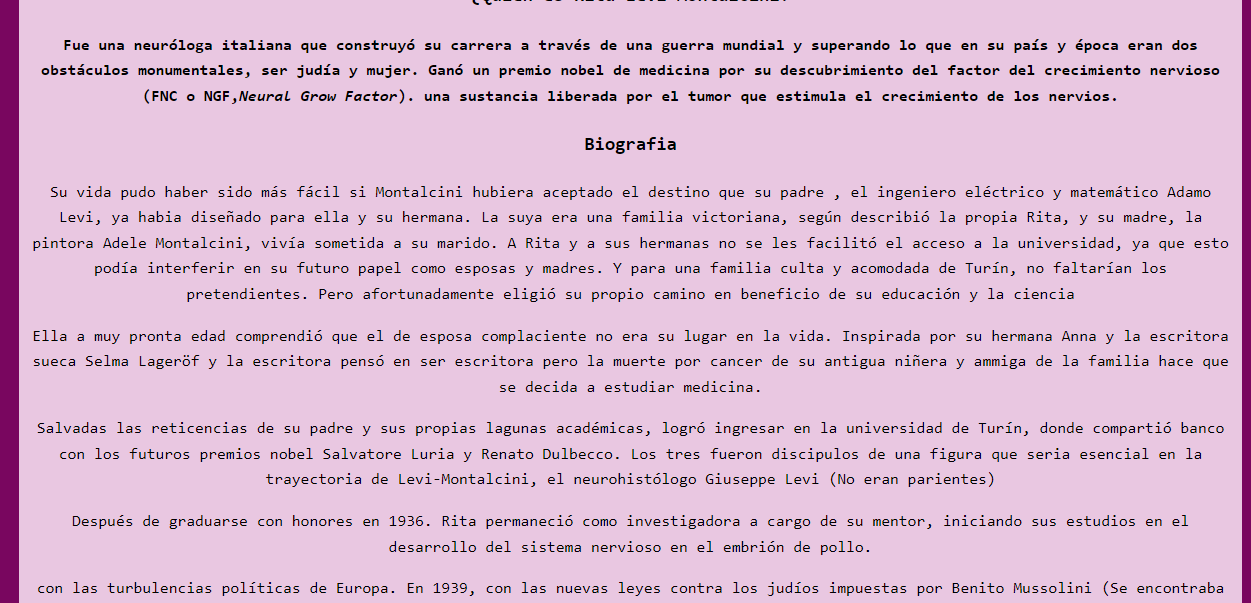 ¿Quién es Rita Levi Montalcini?
Fue una neuróloga italiana que construyó su carrera a través de una guerra mundial y superando lo que en su país y época eran dos
obstáculos monumentales, ser judía y mujer. Ganó un premio nobel de medicina por su descubrimiento del factor del crecimiento nervioso
(FNC o NGF,Neural Grow Factor). una sustancia liberada por el tumor que estimula el crecimiento de los nervios.
Biografia
Su vida pudo haber sido más fácil si Montalcini hubiera aceptado el destino que su padre , el ingeniero eléctrico y matemático Adamo
Levi, ya habia diseñado para ella y su hermana. La suya era una familia victoriana, según describió la propia Rita, y su madre, la
pintora Adele Montalcini, vivía sometida a su marido. A Rita y a sus hermanas no se les facilitó el acceso a la universidad, ya que esto
podía interferir en su futuro papel como esposas y madres. Y para una familia culta y acomodada de Turín, no faltarían los
pretendientes. Pero afortunadamente eligió su propio camino en beneficio de su educación y la ciencia
Ella a muy pronta edad comprendió que el de esposa complaciente no era su lugar en la vida. Inspirada por su hermana Anna y la escritora
sueca Selma Lageröf y la escritora pensó en ser escritora pero la muerte por cancer de su antigua niñera y ammiga de la familia hace que
se decida a estudiar medicina.
Salvadas las reticencias de su padre y sus propias lagunas académicas, logró ingresar en la universidad de Turín, donde compartió banco
con los futuros premios nobel Salvatore Luria y Renato Dulbecco. Los tres fueron discipulos de una figura que seria esencial en la
trayectoria de Levi-Montalcini, el neurohistólogo Giuseppe Levi (No eran parientes)
Después de graduarse con honores en 1936. Rita permaneció como investigadora a cargo de su mentor, iniciando sus estudios en el
desarrollo del sistema nervioso en el embrión de pollo.
con las turbulencias políticas de Europa. En 1939, con las nuevas leyes contra los judíos impuestas por Benito Mussolini (Se encontraba